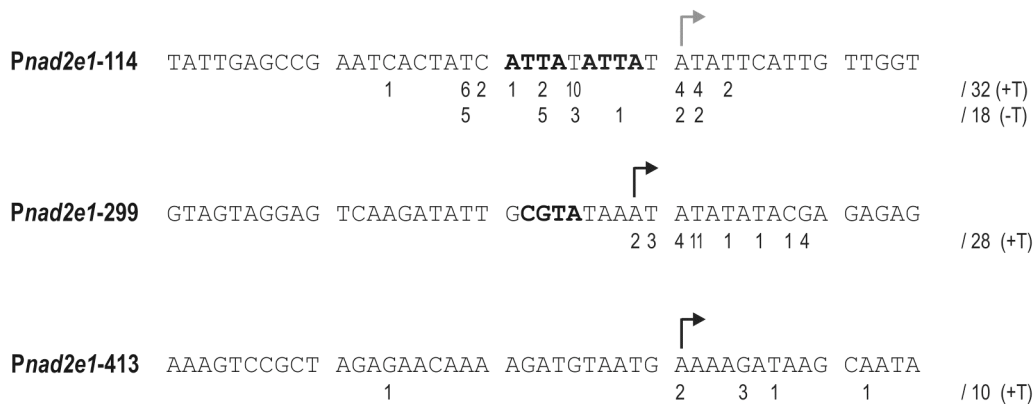 Pnad2e1-114 TATTGAGCCG AATCACTATC ATTATATTAT ATATTCATTG TTGGT
1 6 2 1 2 10 4 4 2 / 32 (+T)
5 5 3 1 2 2 / 18 (-T)
Pnad2e1-299 GTAGTAGGAG TCAAGATATT GCGTATAAAT ATATATACGA GAGAG
2 3 4 11 1 1 1 4 / 28 (+T)
Pnad2e1-413 AAAGTCCGCT AGAGAACAAA AGATGTAATG AAAAGATAAG CAATA
1 2 3 1 1 / 10 (+T)